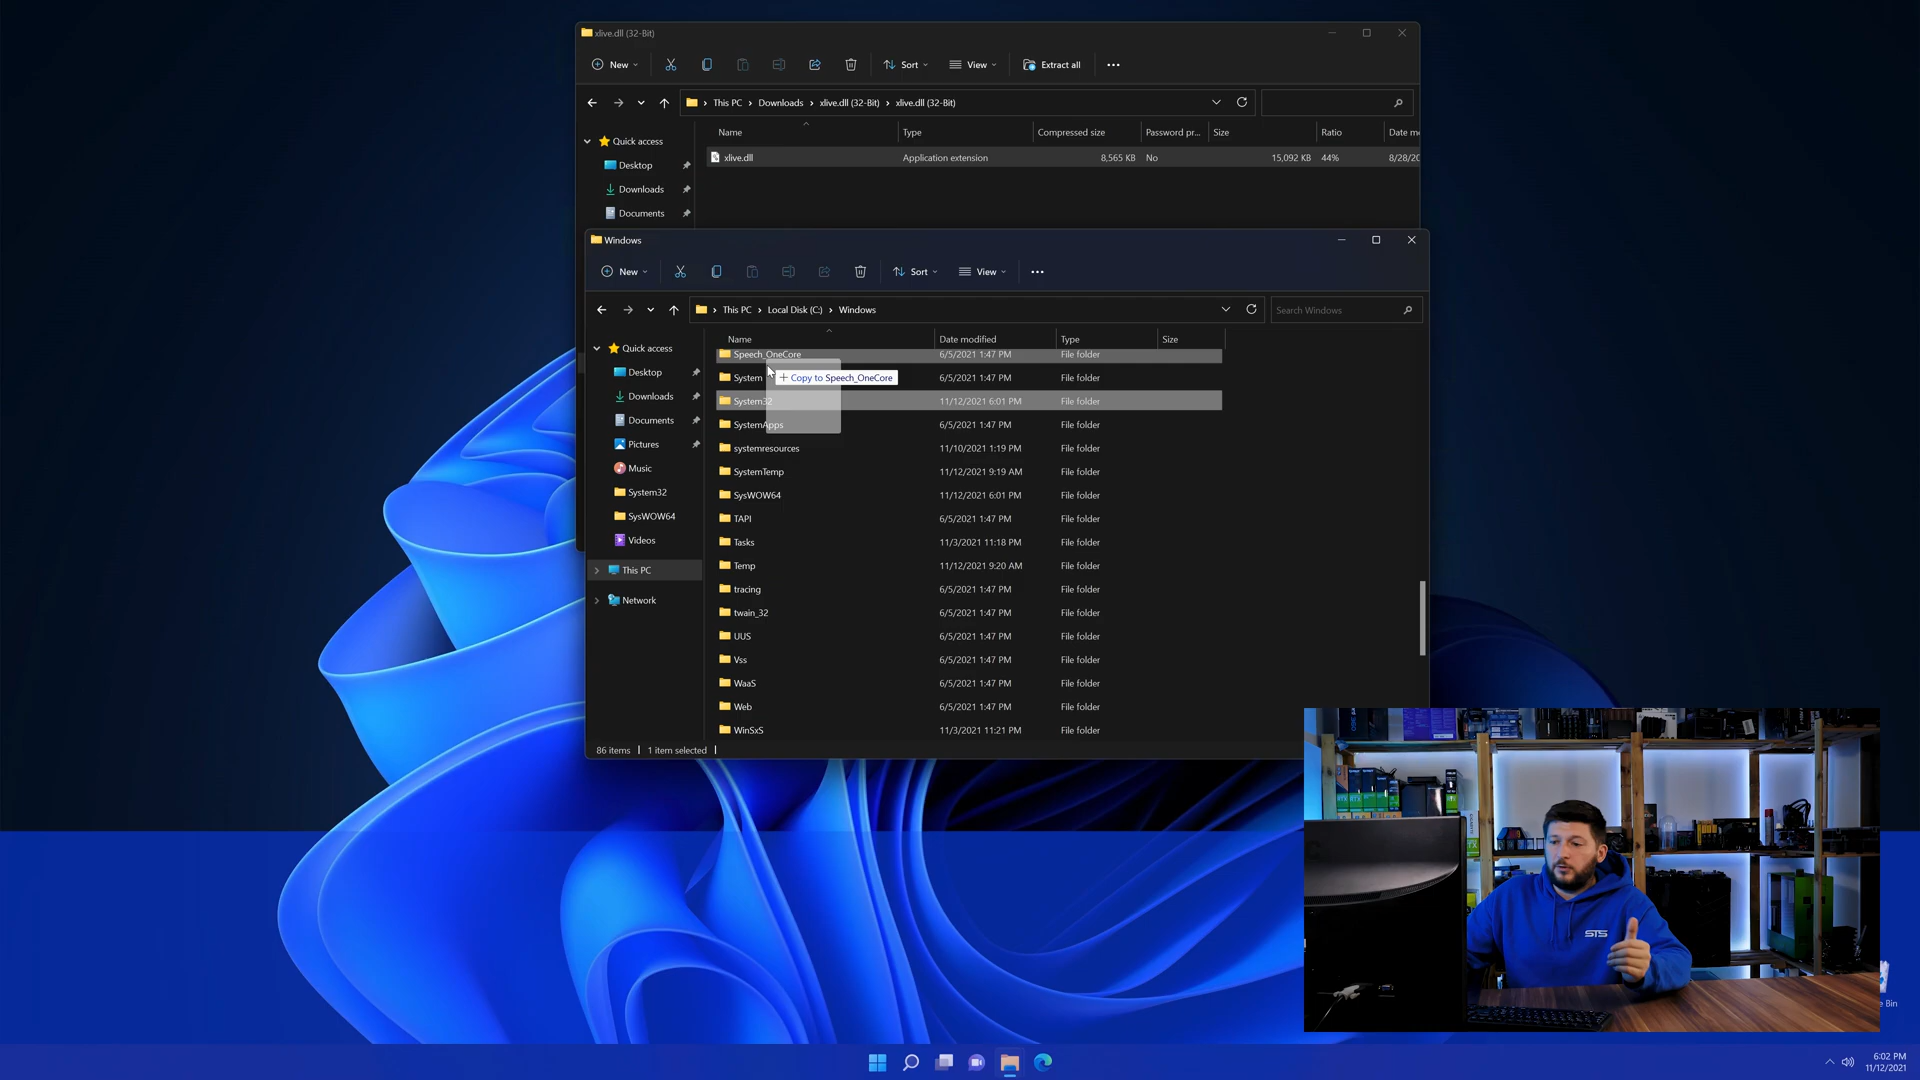 xlive.dll (32-Bit)
New
Sort
View
Extract all
This PC > Downloads > xlive.dll (32-Bit) > xlive.dll (32-Bit)
Name Type Compressed size Password pr... Size Ratio Date m
Quick access
xlive.dll Application extension 8,565 KB No 15,092 KB 44% 8/28/20
Desktop
Downloads
Documents
Windows
New
Sort
View
This PC > Local Disk (C:) > Windows
Search Windows
Name Date modified Type Size
Quick access
Desktop
Downloads
Documents
Pictures
Music
System32
SysWOW64
Videos
This PC
Network
Speech_OneCore 6/5/2021 1:47 PM File folder
System 6/5/2021 1:47 PM File folder
+ Copy to Speech_OneCore
System32 11/12/2021 6:01 PM File folder
SystemApps 6/5/2021 1:47 PM File folder
systemresources 11/10/2021 1:19 PM File folder
SystemTemp 11/12/2021 9:19 AM File folder
SysWOW64 11/12/2021 6:01 PM File folder
TAPI 6/5/2021 1:47 PM File folder
Tasks 11/3/2021 11:18 PM File folder
Temp 11/12/2021 9:20 AM File folder
tracing 6/5/2021 1:47 PM File folder
twain_32 6/5/2021 1:47 PM File folder
UUS 6/5/2021 1:47 PM File folder
Vss 6/5/2021 1:47 PM File folder
WaaS 6/5/2021 1:47 PM File folder
Web 6/5/2021 1:47 PM File folder
WinSxS 11/3/2021 11:21 PM File folder
86 items 1 item selected
STS
e Bin
6:02 PM
11/12/2021